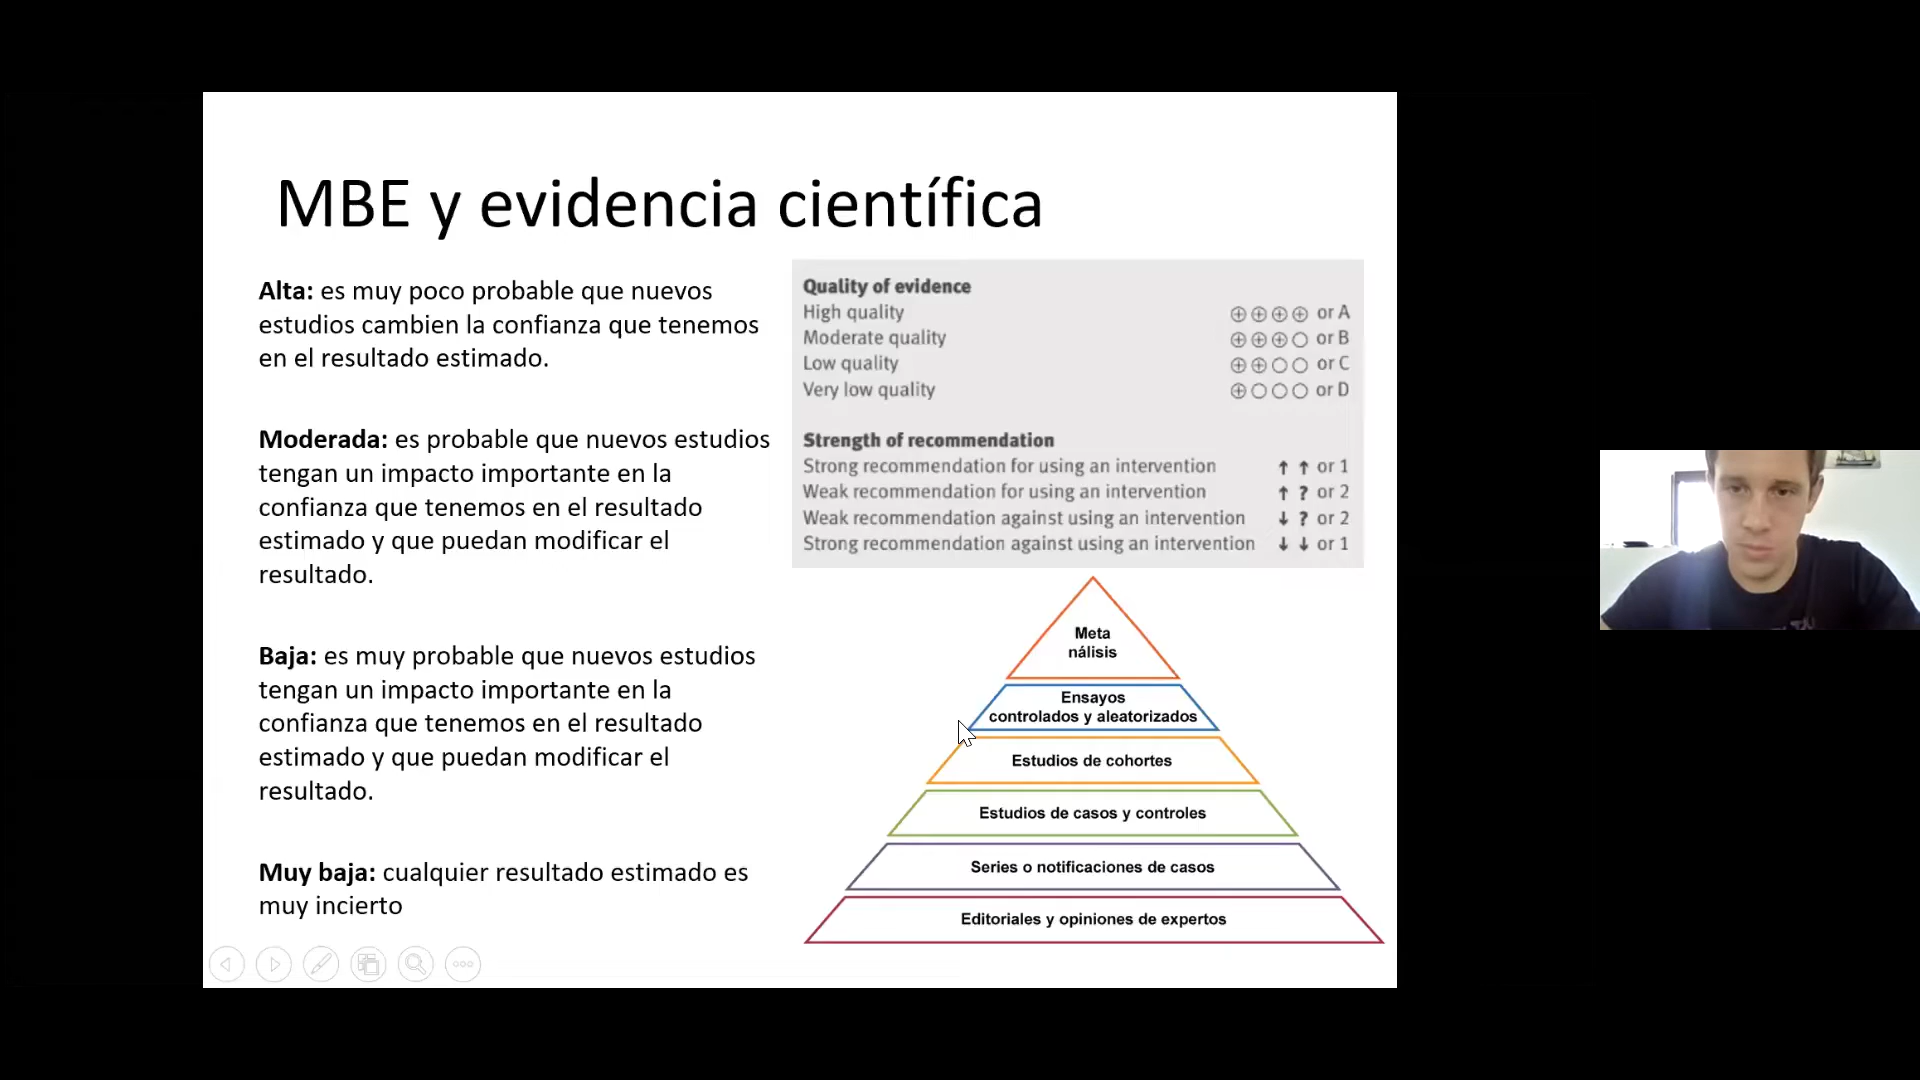 MBE y evidencia científica
Alta: es muy poco probable que nuevos
estudios cambien la confianza que tenemos
en el resultado estimado.
Moderada: es probable que nuevos estudios
tengan un impacto importante en la
confianza que tenemos en el resultado
estimado y que puedan modificar el
resultado.
Baja: es muy probable que nuevos estudios
tengan un impacto importante en la
confianza que tenemos en el resultado
estimado y que puedan modificar el
resultado.
Muy baja: cualquier resultado estimado es
muy incierto
Quality of evidence
High quality ⊕⊕⊕⊕ or A
Moderate quality ⊕⊕⊕○ or B
Low quality ⊕⊕○○ or C
Very low quality ⊕○○○ or D
Strength of recommendation
Strong recommendation for using an intervention ↑ ↑ or 1
Weak recommendation for using an intervention ↑ ? or 2
Weak recommendation against using an intervention ↓ ? or 2
Strong recommendation against using an intervention ↓ ↓ or 1
Meta
nálisis
Ensayos
controlados y aleatorizados
Estudios de cohortes
Estudios de casos y controles
Series o notificaciones de casos
Editoriales y opiniones de expertos